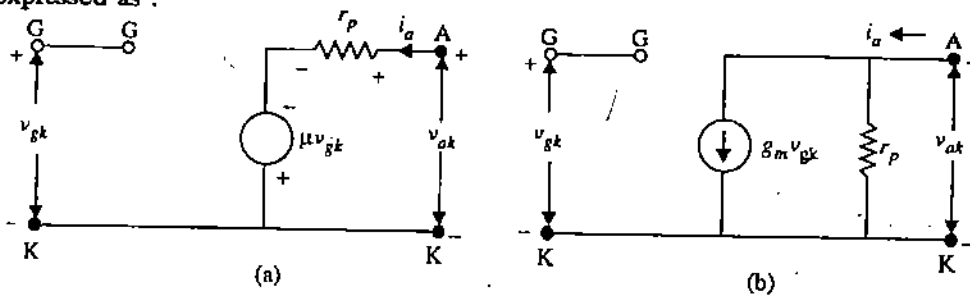 expressed as :
G G r_p i_a A
+ − + +
v_gk − μv_gk v_ak
+
− −
K K
(a)
G G i_a A
+ −
v_gk g_m v_gk r_p v_ak
− −
K K
(b)